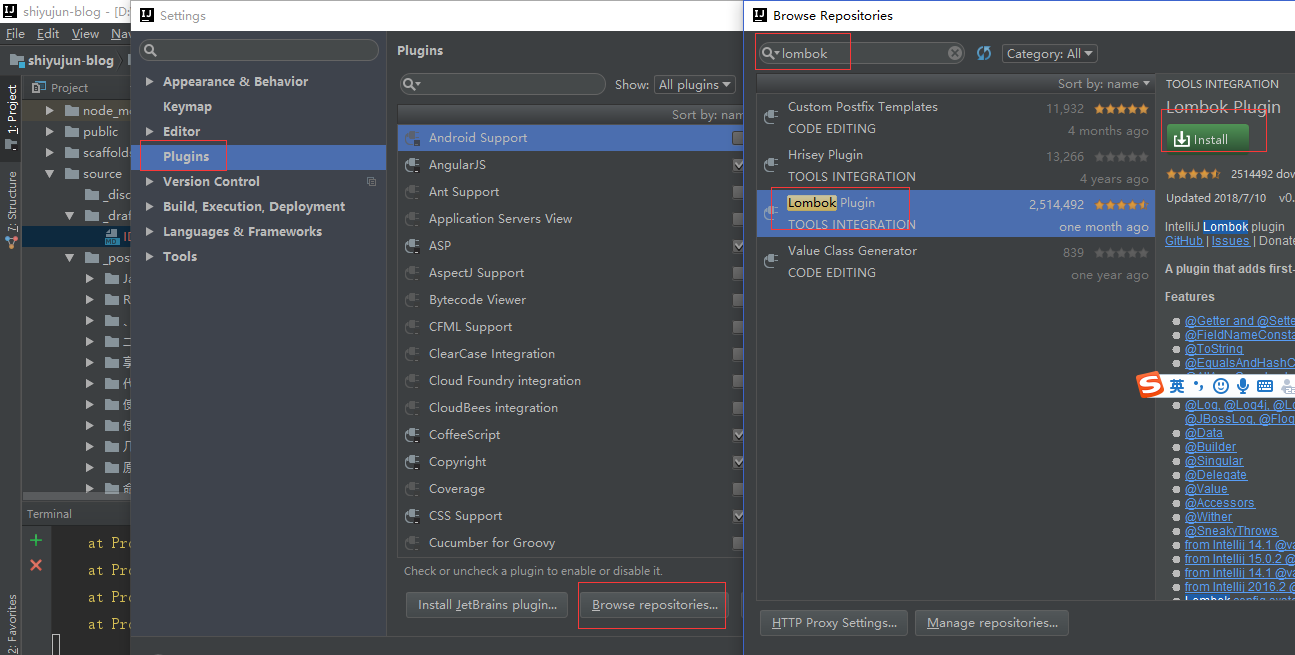 shiyujun-blog - [D:
File Edit View Nav
shiyujun-blog
Project
node_m
public
scaffold
source
_disc
_draf
_pos
1: Project
7: Structure
2: Favorites
Terminal
at Pro
at Pro
at Pro
at Pro
Settings
Appearance & Behavior
Keymap
Editor
Plugins
Version Control
Build, Execution, Deployment
Languages & Frameworks
Tools
Plugins
Show: All plugins
Sort by: nam
Android Support
AngularJS
Ant Support
Application Servers View
ASP
AspectJ Support
Bytecode Viewer
CFML Support
ClearCase Integration
Cloud Foundry integration
CloudBees integration
CoffeeScript
Copyright
Coverage
CSS Support
Cucumber for Groovy
Check or uncheck a plugin to enable or disable it.
Install JetBrains plugin...
Browse repositories...
Browse Repositories
lombok
Category: All
Sort by: name
Custom Postfix Templates 11,932
CODE EDITING 4 months ago
Hrisey Plugin 13,266
TOOLS INTEGRATION 4 years ago
Lombok Plugin 2,514,492
TOOLS INTEGRATION one month ago
Value Class Generator 839
CODE EDITING one year ago
HTTP Proxy Settings...
Manage repositories...
TOOLS INTEGRATION
Lombok Plugin
Install
2514492 dow
Updated 2018/7/10 v0.
IntelliJ Lombok plugin
GitHub | Issues | Donate
A plugin that adds first-
Features
@Getter and @Sette
@FieldNameConsta
@ToString
@EqualsAndHashC
英
@Log, @Log4j, @Lo
@JBossLog, @Flog
@Data
@Builder
@Singular
@Delegate
@Value
@Accessors
@Wither
@SneakyThrows
from Intellij 14.1 @va
from Intellij 15.0.2 @
from Intellij 14.1 @va
from Intellij 2016.2 @